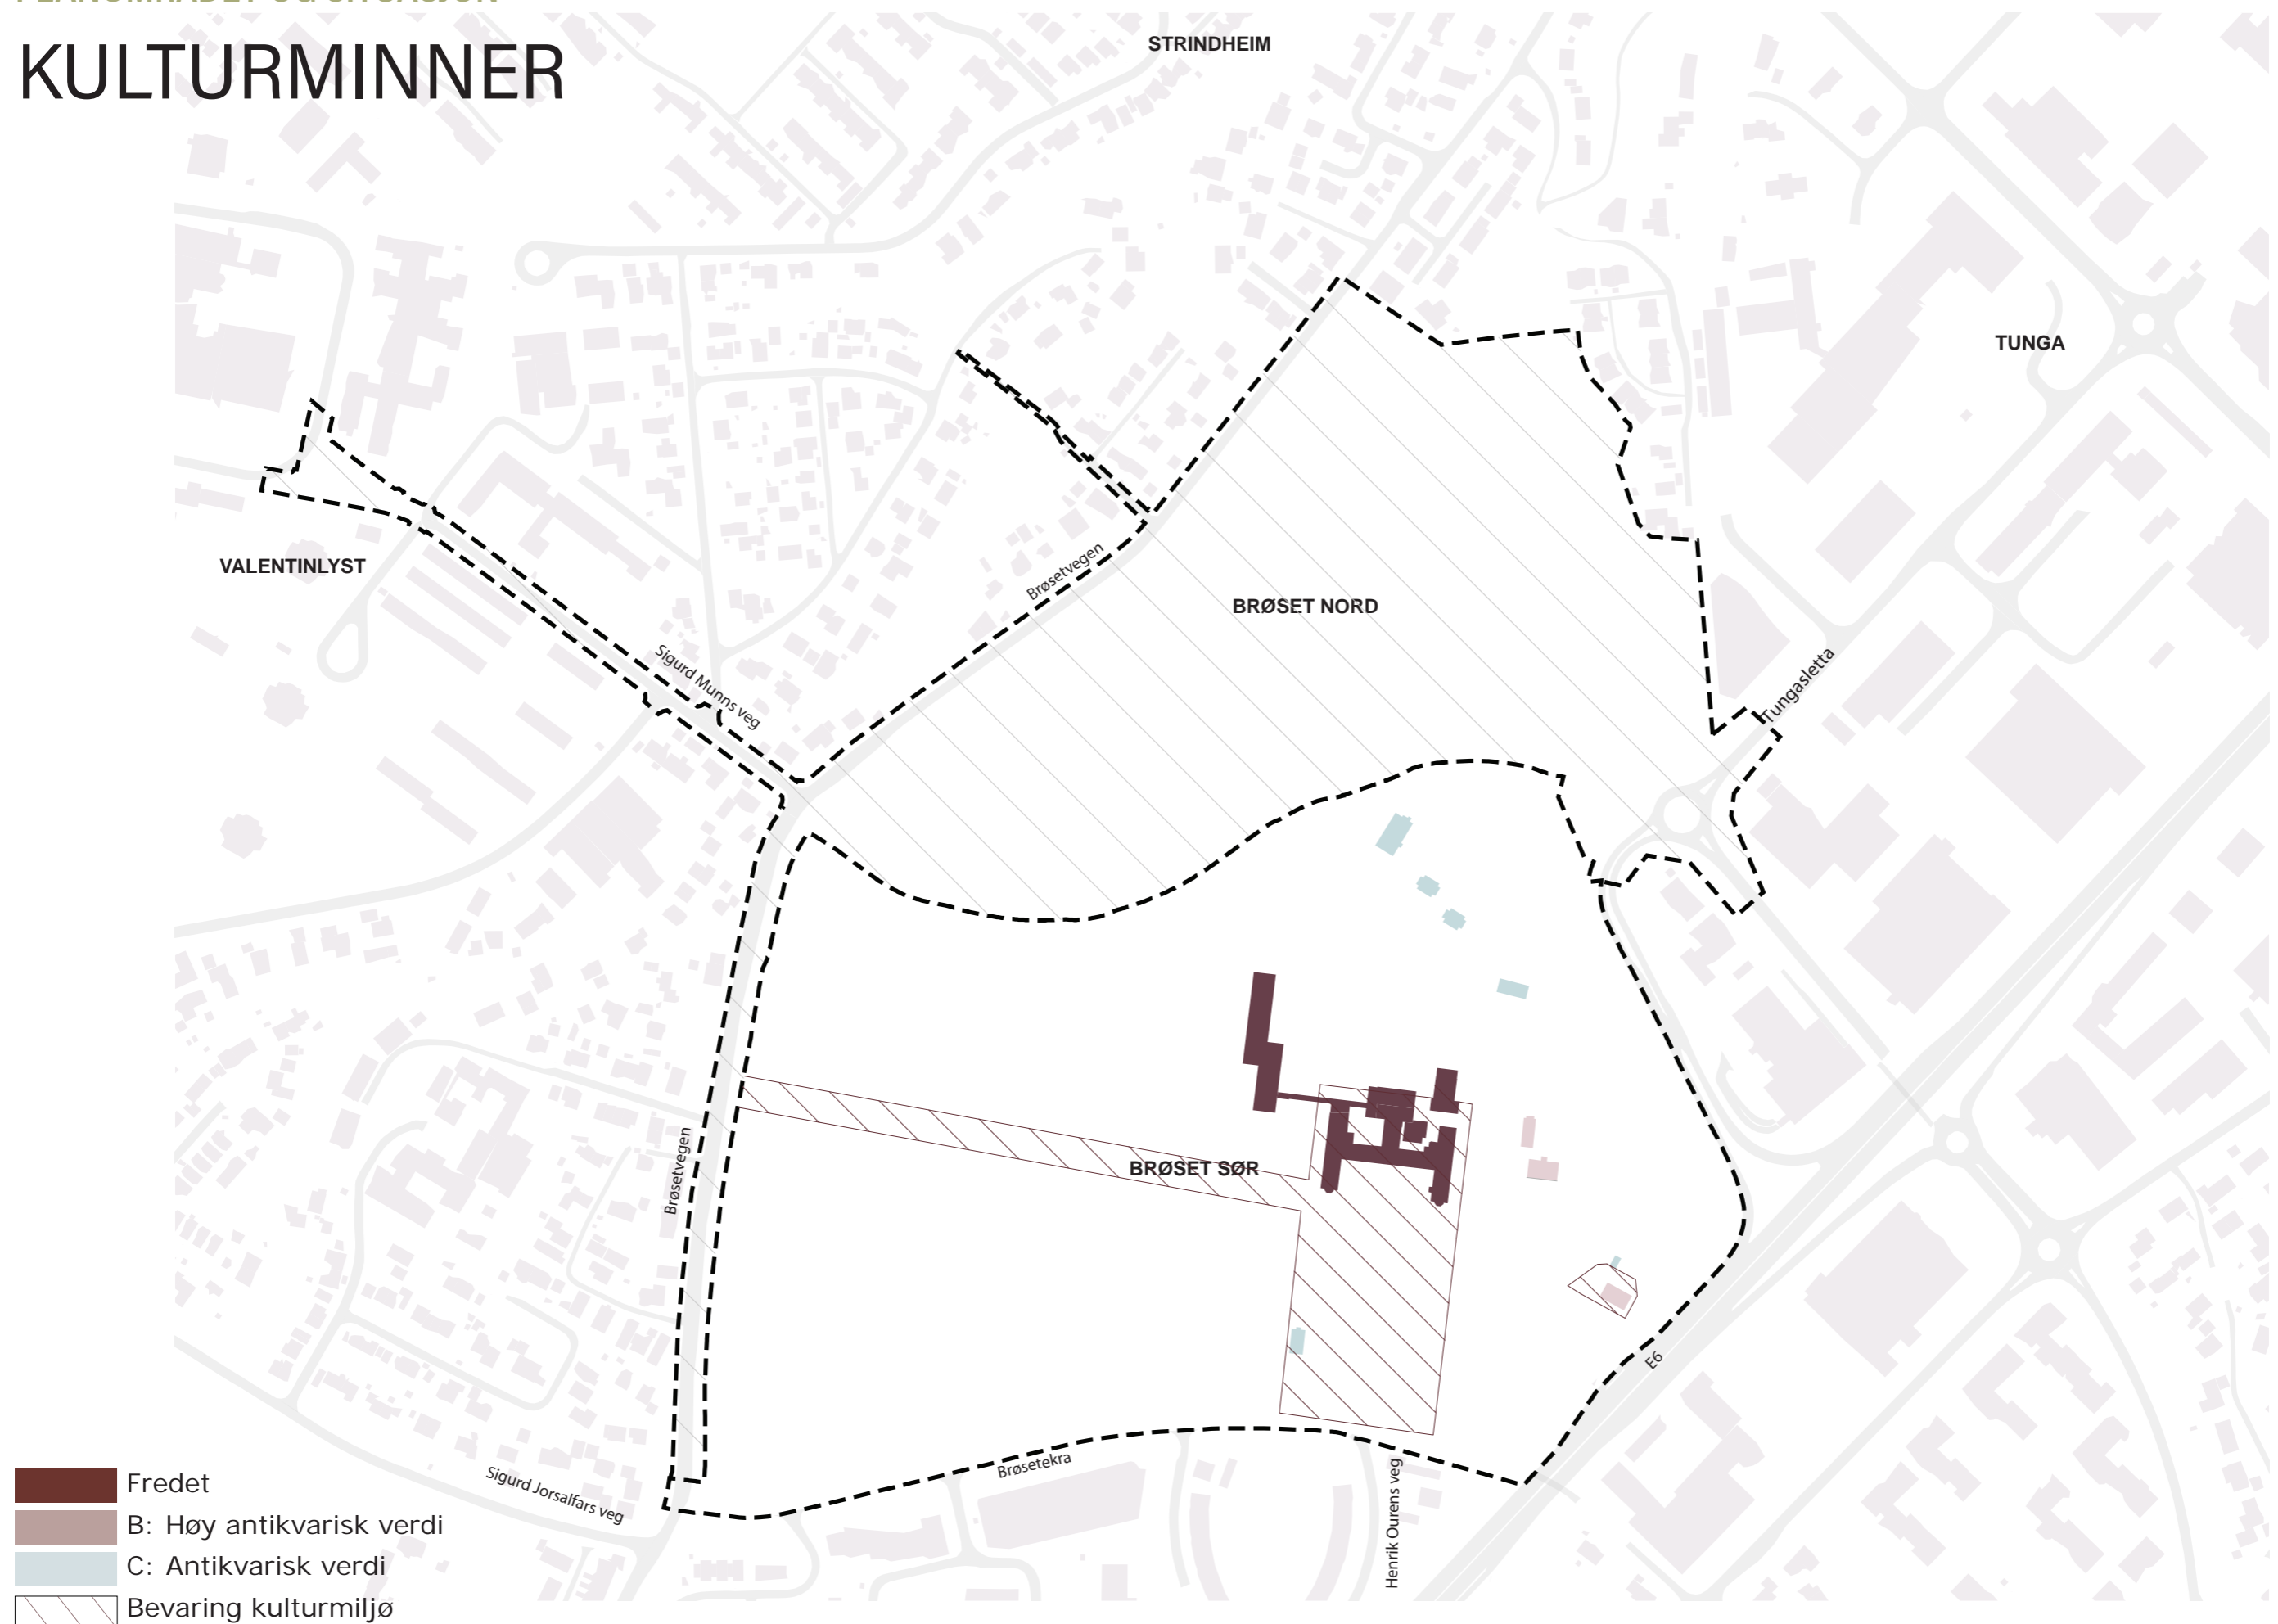 KULTURMINNER
STRINDHEIM
TUNGA
VALENTINLYST
Brøsetvegen
BRØSET NORD
Sigurd Munns veg
Tungasletta
BRØSET SØR
Brøsetvegen
E6
Brøsetekra
Sigurd Jorsalfars veg
Henrik Ourens veg
Fredet
B: Høy antikvarisk verdi
C: Antikvarisk verdi
Bevaring kulturmiljø